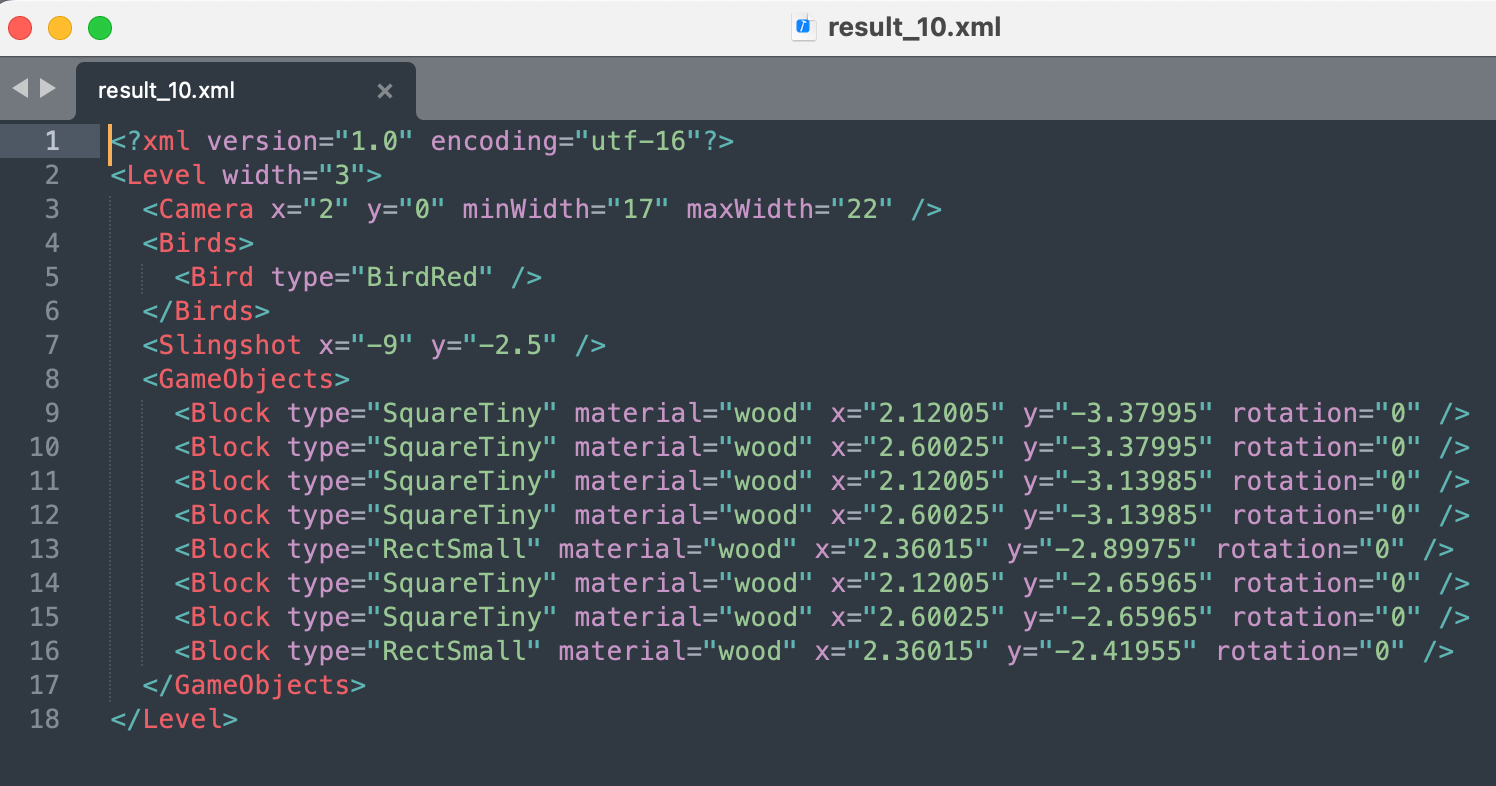 result_10.xml
result_10.xml ×
1 <?xml version="1.0" encoding="utf-16"?>
2 <Level width="3">
3 <Camera x="2" y="0" minWidth="17" maxWidth="22" />
4 <Birds>
5 <Bird type="BirdRed" />
6 </Birds>
7 <Slingshot x="-9" y="-2.5" />
8 <GameObjects>
9 <Block type="SquareTiny" material="wood" x="2.12005" y="-3.37995" rotation="0" />
10 <Block type="SquareTiny" material="wood" x="2.60025" y="-3.37995" rotation="0" />
11 <Block type="SquareTiny" material="wood" x="2.12005" y="-3.13985" rotation="0" />
12 <Block type="SquareTiny" material="wood" x="2.60025" y="-3.13985" rotation="0" />
13 <Block type="RectSmall" material="wood" x="2.36015" y="-2.89975" rotation="0" />
14 <Block type="SquareTiny" material="wood" x="2.12005" y="-2.65965" rotation="0" />
15 <Block type="SquareTiny" material="wood" x="2.60025" y="-2.65965" rotation="0" />
16 <Block type="RectSmall" material="wood" x="2.36015" y="-2.41955" rotation="0" />
17 </GameObjects>
18 </Level>